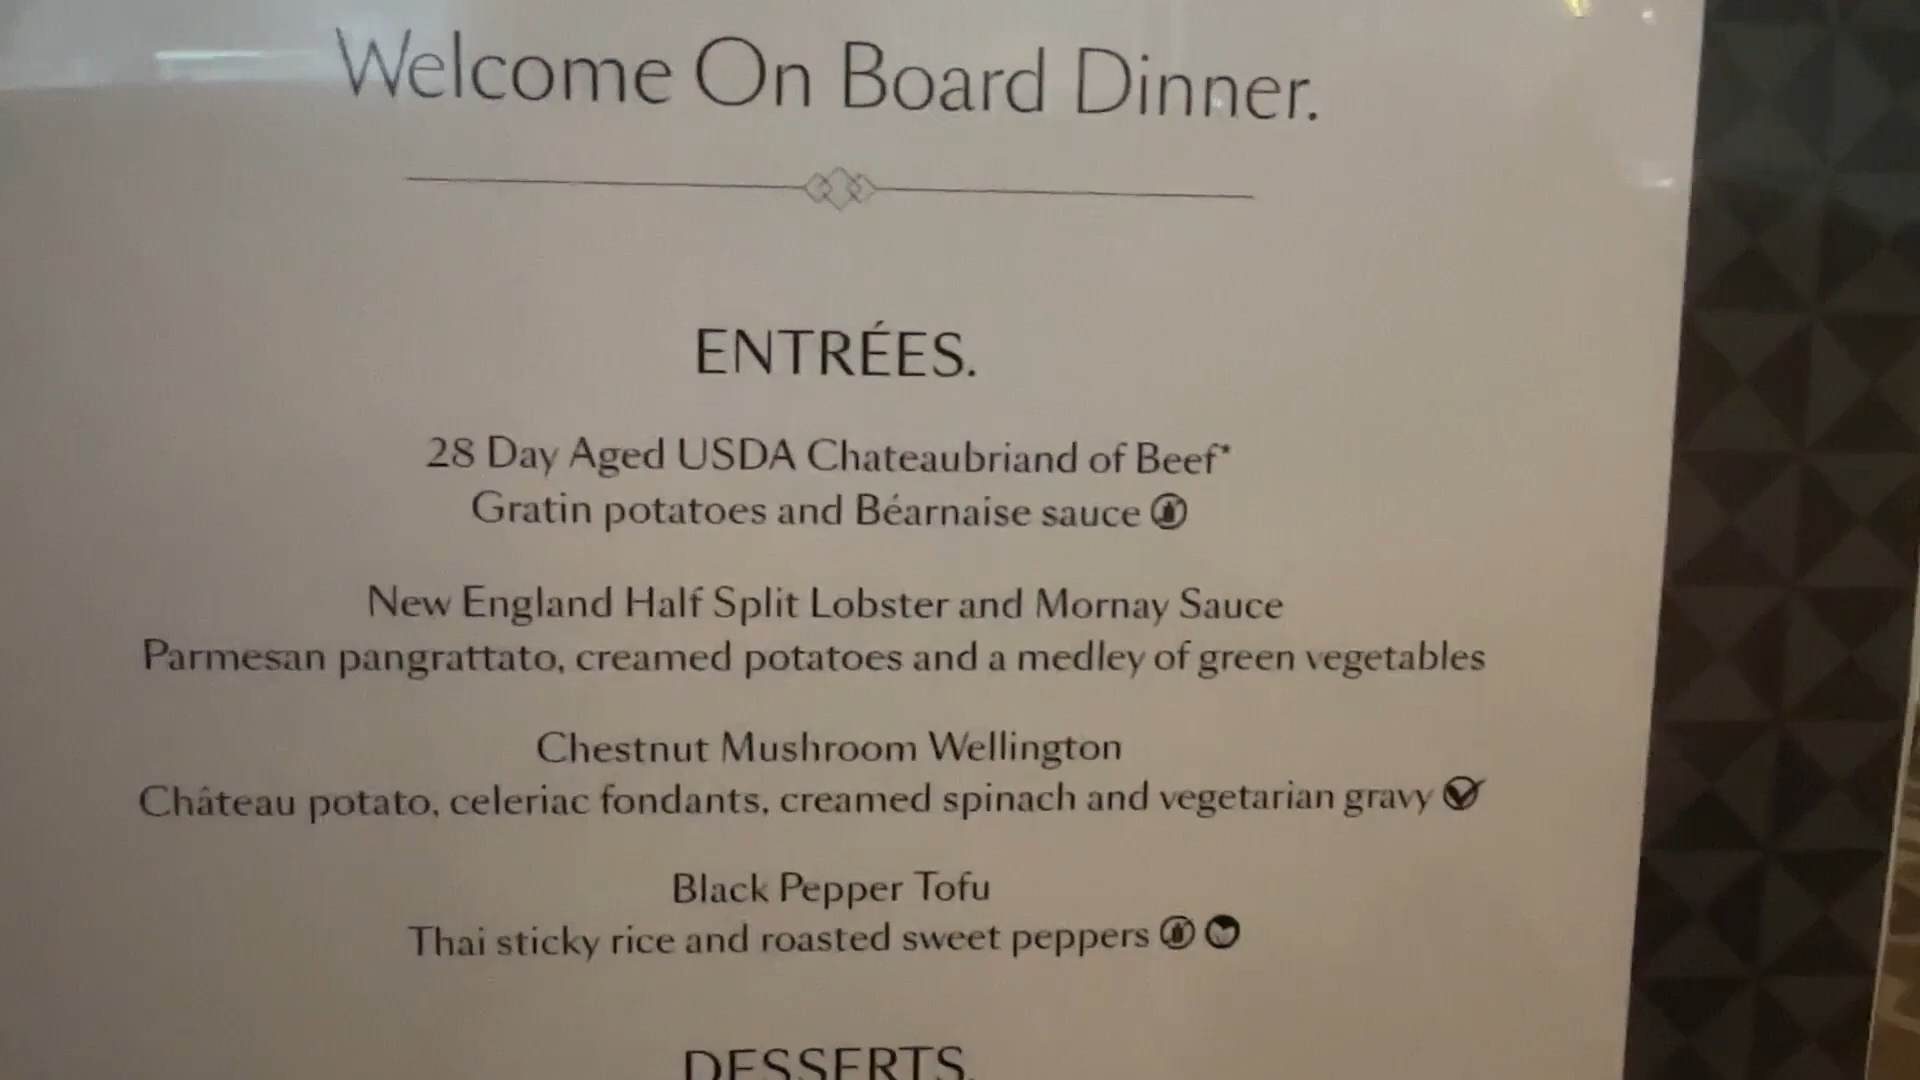 Welcome On Board Dinner.
ENTRÉES.
28 Day Aged USDA Chateaubriand of Beef*
Gratin potatoes and Béarnaise sauce
New England Half Split Lobster and Mornay Sauce
Parmesan pangrattato, creamed potatoes and a medley of green vegetables
Chestnut Mushroom Wellington
Château potato, celeriac fondants, creamed spinach and vegetarian gravy
Black Pepper Tofu
Thai sticky rice and roasted sweet peppers
DESSERTS.